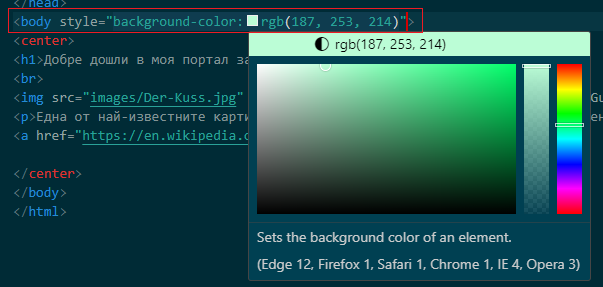 </head>
<body style="background-color: rgb(187, 253, 214)">
<center>
rgb(187, 253, 214)
<h1>Добре дошли в моя портал за
<br>
<img src="images/Der-Kuss.jpg" Gu
<p>Една от най-известните карти ен
<a href="https://en.wikipedia.o
</center>
</body>
</html>
Sets the background color of an element.
(Edge 12, Firefox 1, Safari 1, Chrome 1, IE 4, Opera 3)